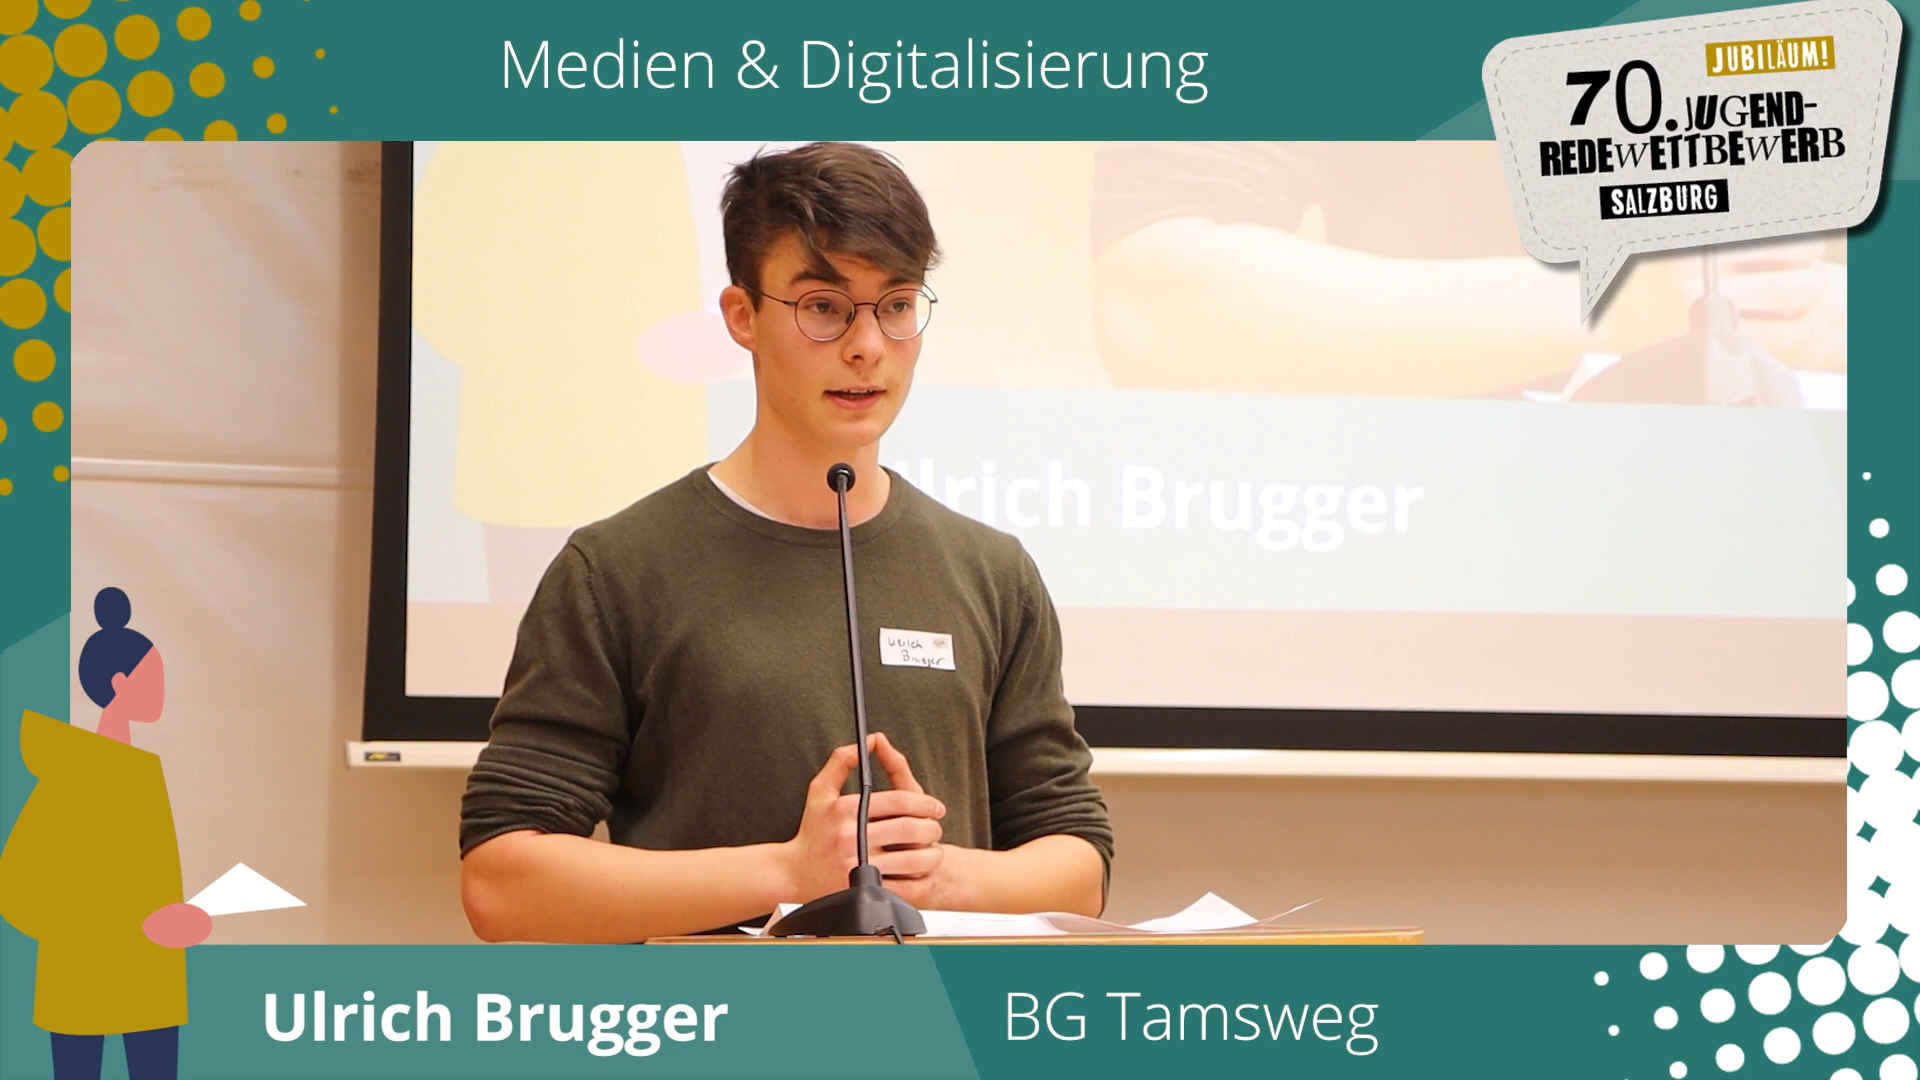 Medien & Digitalisierung
JUBILÄUM!
70. JUGEND-
REDEWETTBEWERB
SALZBURG
lrich Brugger
Ulrich
Brugger
Ulrich Brugger
BG Tamsweg